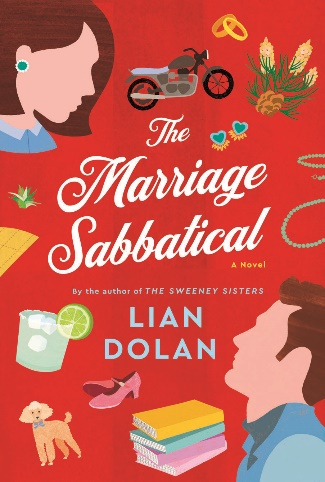 The
Marriage
Sabbatical
A Novel
By the author of THE SWEENEY SISTERS
LIAN
DOLAN